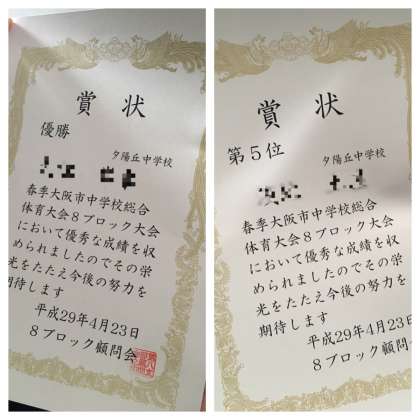 賞状
優勝
夕陽丘中学校
春季大阪市中学校総合
体育大会8ブロック大会
において優秀な成績を収
められましたのでその栄
光をたたえ今後の努力を
期待します
平成29年4月23日
8ブロック顧問会
賞状
第5位
夕陽丘中学校
春季大阪市中学校総合
体育大会8ブロック大会
において優秀な成績を収
められましたのでその栄
光をたたえ今後の努力を
期待します
平成29年4月23日
8ブロック顧問会